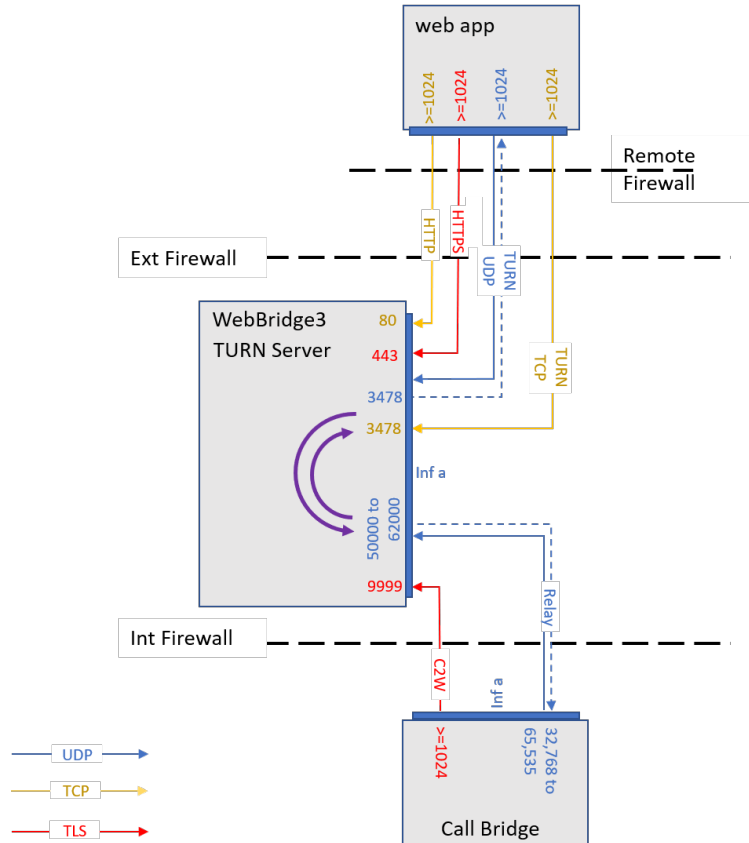 web app
>=1024
>=1024
>=1024
>=1024
Remote
Firewall
HTTP
HTTPS
TURN
UDP
Ext Firewall
WebBridge3
TURN Server
80
443
3478
3478
TURN
TCP
Inf a
50000 to
62000
9999
Relay
Int Firewall
C2W
Inf a
>=1024
32,768 to
65,535
UDP
TCP
TLS
Call Bridge